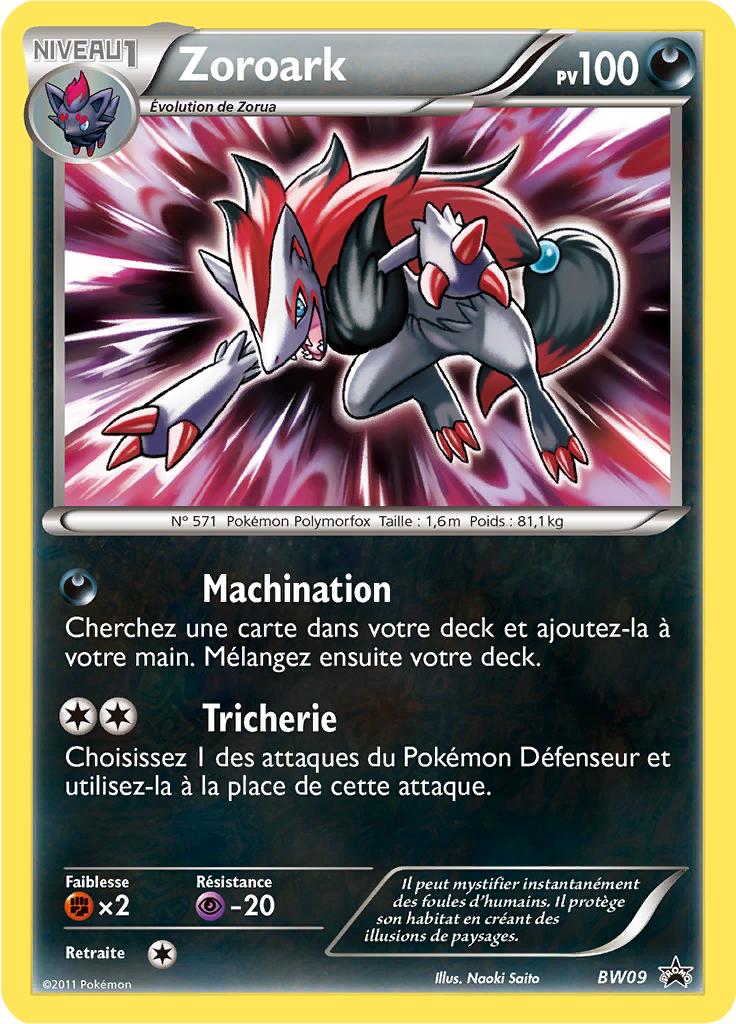 NIVEAU 1
Zoroark
PV 100
Évolution de Zorua
N° 571 Pokémon Polymorfox Taille : 1,6 m Poids : 81,1 kg
Machination
Cherchez une carte dans votre deck et ajoutez-la à
votre main. Mélangez ensuite votre deck.
Tricherie
Choisissez 1 des attaques du Pokémon Défenseur et
utilisez-la à la place de cette attaque.
Faiblesse
×2
Résistance
-20
Retraite
Il peut mystifier instantanément
des foules d'humains. Il protège
son habitat en créant des
illusions de paysages.
©2011 Pokémon
Illus. Naoki Saito
BW09
PROMO